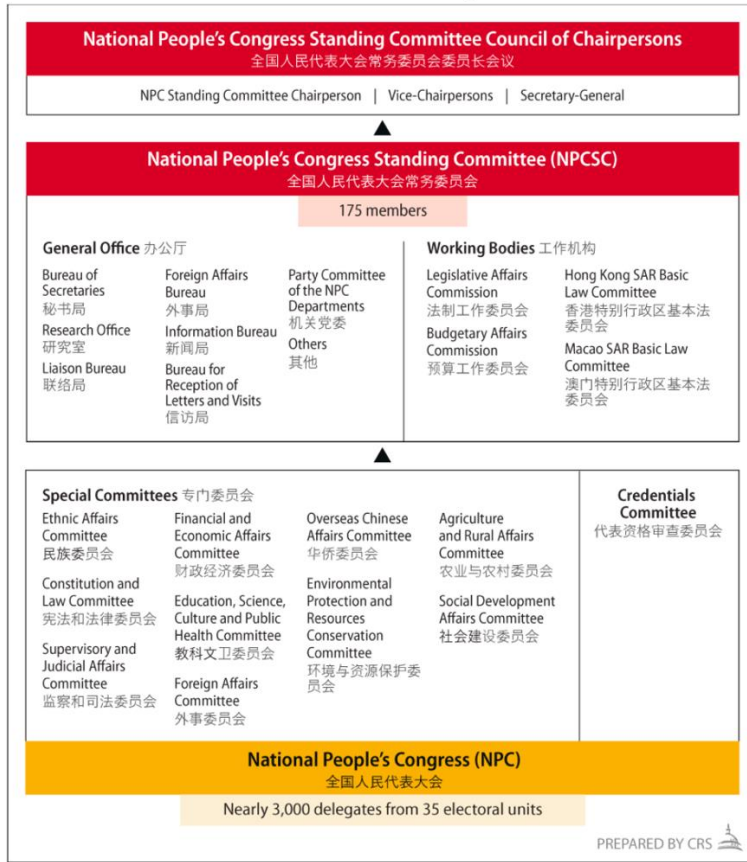 National People's Congress Standing Committee Council of Chairpersons
全国人民代表大会常务委员会委员长会议
NPC Standing Committee Chairperson | Vice-Chairpersons | Secretary-General
National People's Congress Standing Committee (NPCSC)
全国人民代表大会常务委员会
175 members
General Office 办公厅
Bureau of
Secretaries
秘书局
Research Office
研究室
Liaison Bureau
联络局
Foreign Affairs
Bureau
外事局
Information Bureau
新闻局
Bureau for
Reception of
Letters and Visits
信访局
Party Committee
of the NPC
Departments
机关党委
Others
其他
Working Bodies 工作机构
Legislative Affairs
Commission
法制工作委员会
Budgetary Affairs
Commission
预算工作委员会
Hong Kong SAR Basic
Law Committee
香港特别行政区基本法
委员会
Macao SAR Basic Law
Committee
澳门特别行政区基本法
委员会
Special Committees 专门委员会
Ethnic Affairs
Committee
民族委员会
Constitution and
Law Committee
宪法和法律委员会
Supervisory and
Judicial Affairs
Committee
监察和司法委员会
Financial and
Economic Affairs
Committee
财政经济委员会
Education, Science,
Culture and Public
Health Committee
教科文卫委员会
Foreign Affairs
Committee
外事委员会
Overseas Chinese
Affairs Committee
华侨委员会
Environmental
Protection and
Resources
Conservation
Committee
环境与资源保护委
员会
Agriculture
and Rural Affairs
Committee
农业与农村委员会
Social Development
Affairs Committee
社会建设委员会
Credentials
Committee
代表资格审查委员会
National People's Congress (NPC)
全国人民代表大会
Nearly 3,000 delegates from 35 electoral units
PREPARED BY CRS